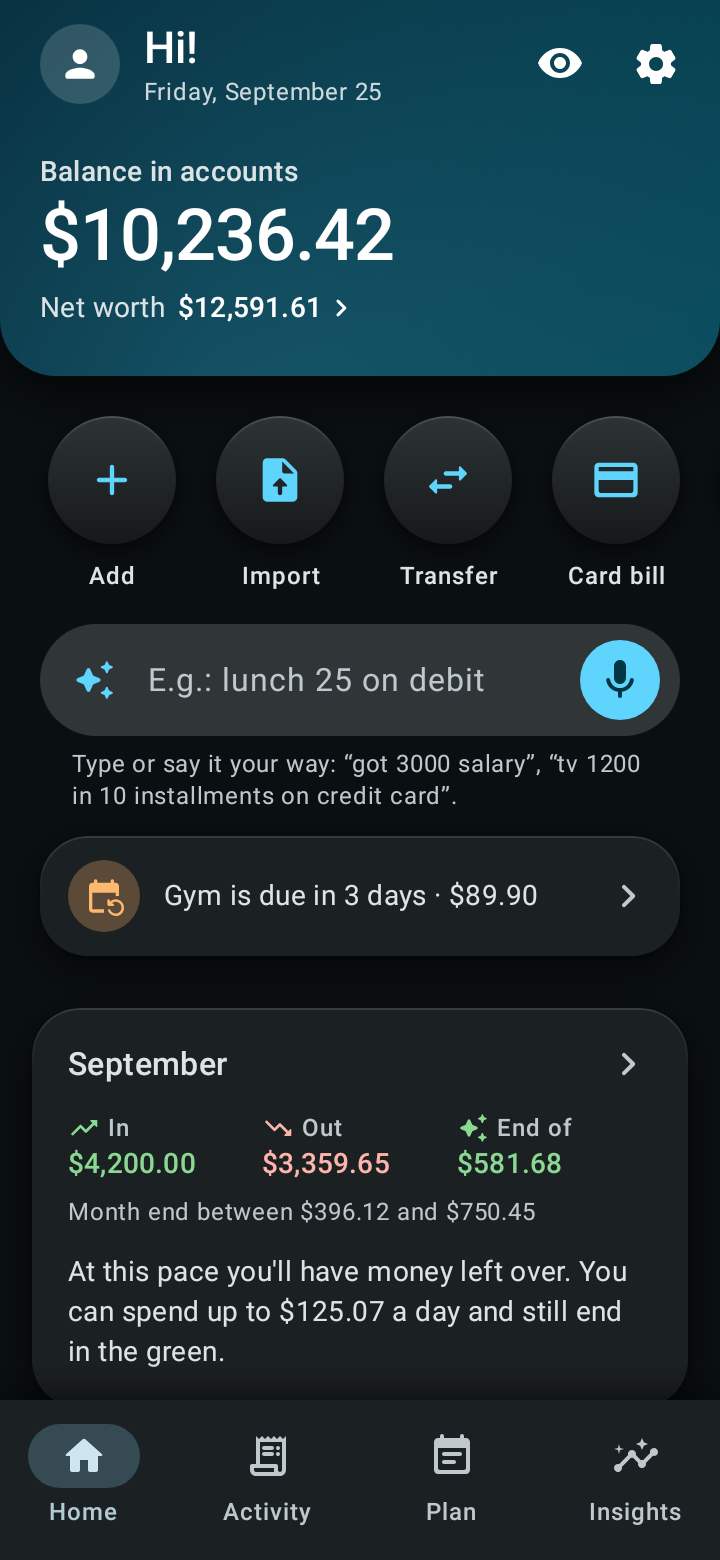 Hi!
Friday, September 25
Balance in accounts
$10,236.42
Net worth $12,591.61
Add
Import
Transfer
Card bill
E.g.: lunch 25 on debit
Type or say it your way: “got 3000 salary”, “tv 1200
in 10 installments on credit card”.
Gym is due in 3 days · $89.90
September
In
Out
End of
$4,200.00
$3,359.65
$581.68
Month end between $396.12 and $750.45
At this pace you'll have money left over. You
can spend up to $125.07 a day and still end
in the green.
Home
Activity
Plan
Insights